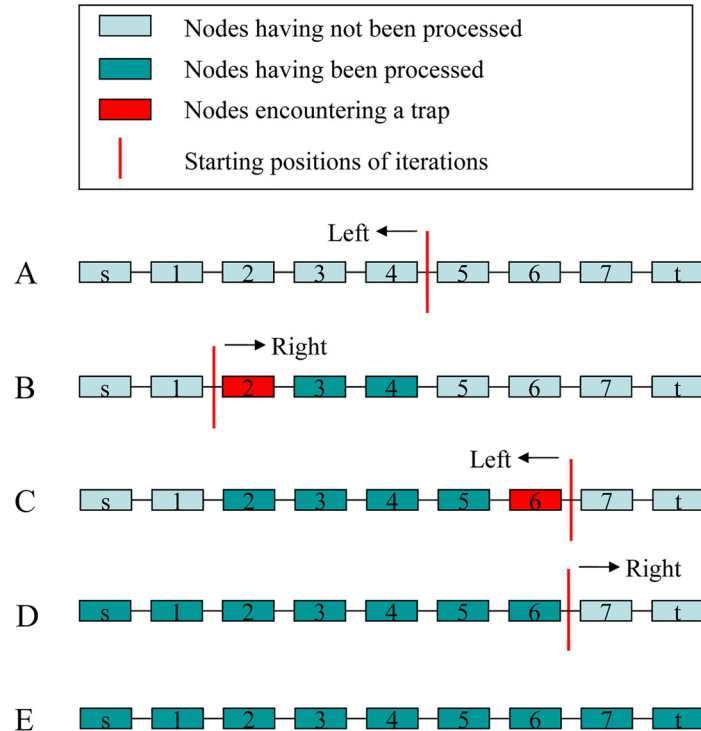 Nodes having not been processed
Nodes having been processed
Nodes encountering a trap
Starting positions of iterations
Left
A s 1 2 3 4 5 6 7 t
Right
B s 1 2 3 4 5 6 7 t
Left
C s 1 2 3 4 5 6 7 t
Right
D s 1 2 3 4 5 6 7 t
E s 1 2 3 4 5 6 7 t